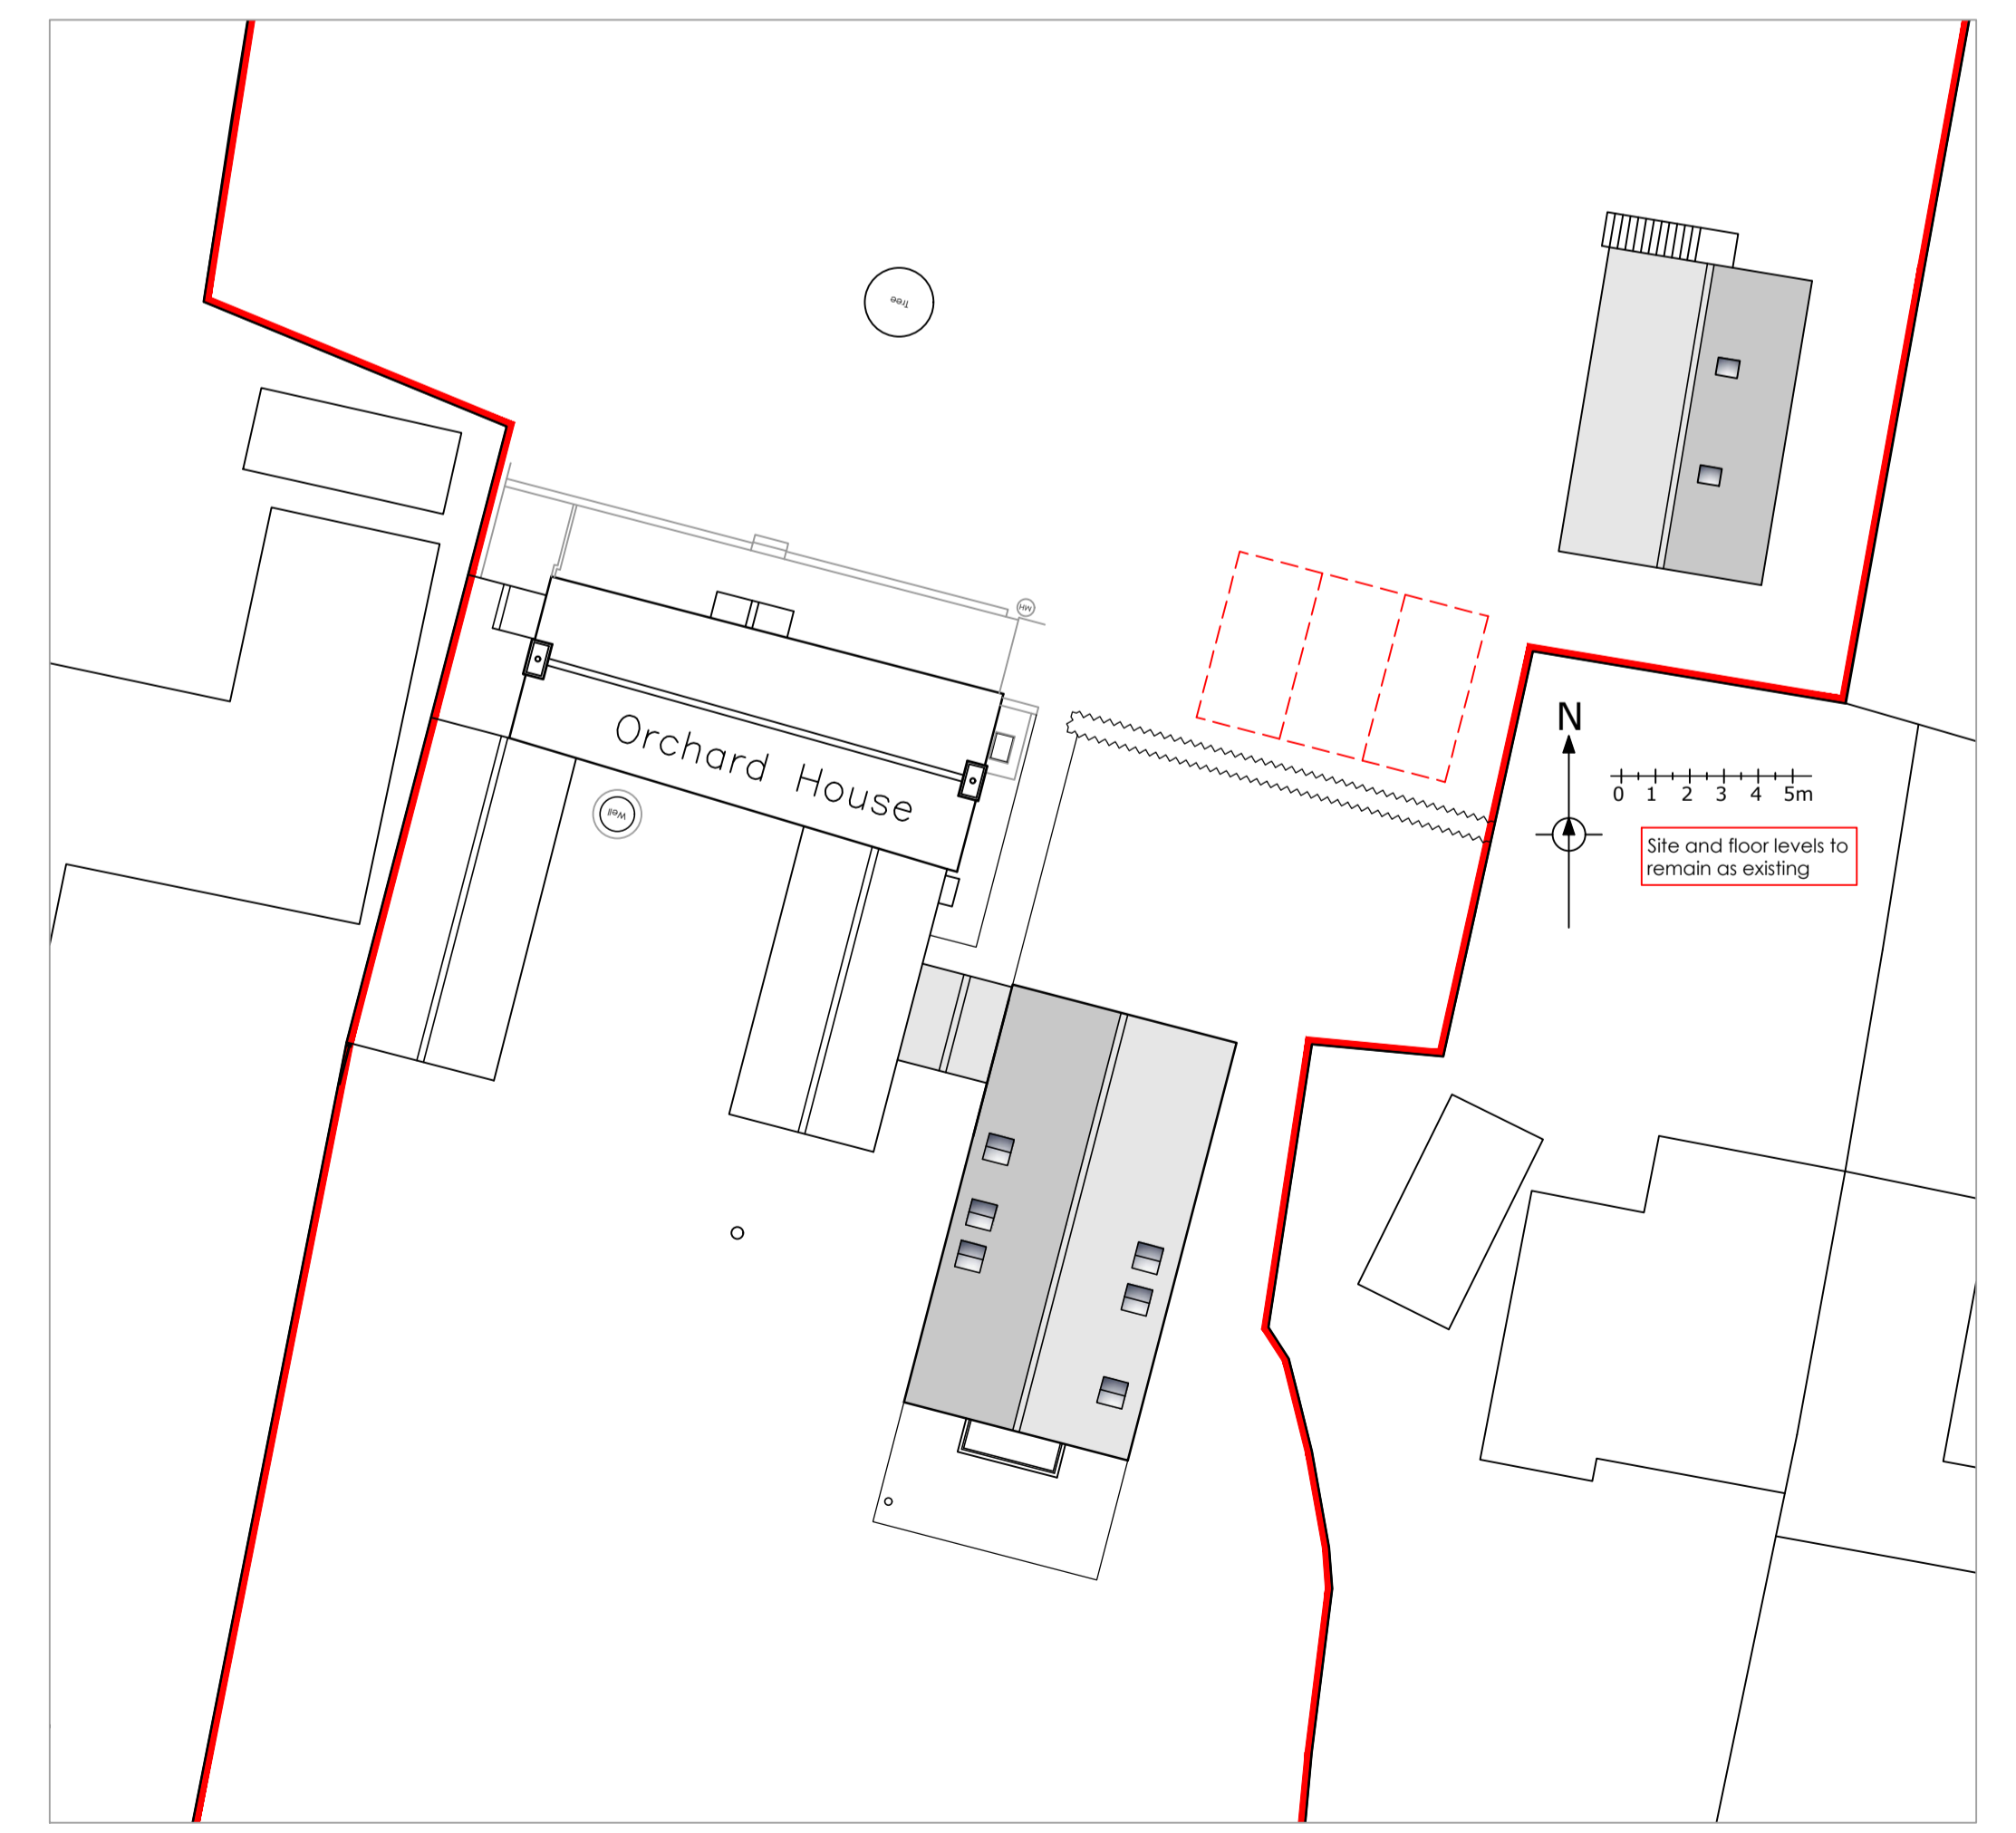 Tree
MH
Orchard House
Well
N
0 1 2 3 4 5m
Site and floor levels to
remain as existing